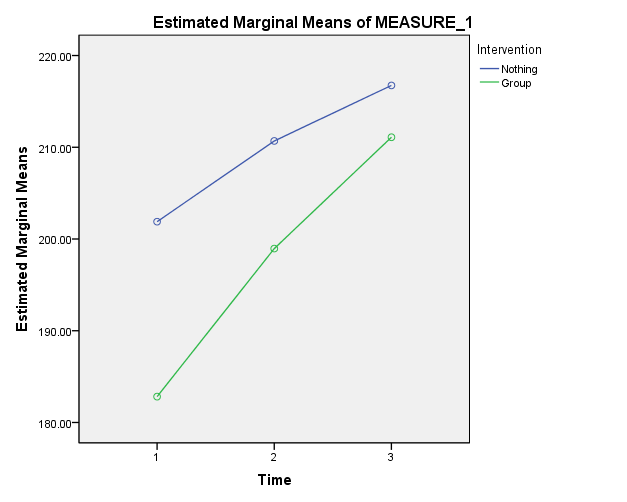 Estimated Marginal Means of MEASURE_1
Intervention
Nothing
Group
Estimated Marginal Means
220.00
210.00
200.00
190.00
180.00
1
2
3
Time